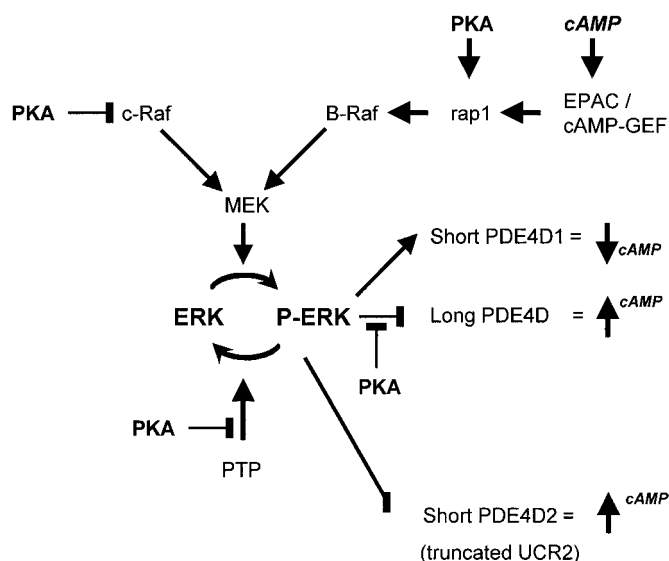 PKA cAMP
PKA c-Raf B-Raf rap1 EPAC /
cAMP-GEF
MEK
Short PDE4D1 = cAMP
ERK P-ERK Long PDE4D = cAMP
PKA
PKA
PTP
Short PDE4D2 = cAMP
(truncated UCR2)